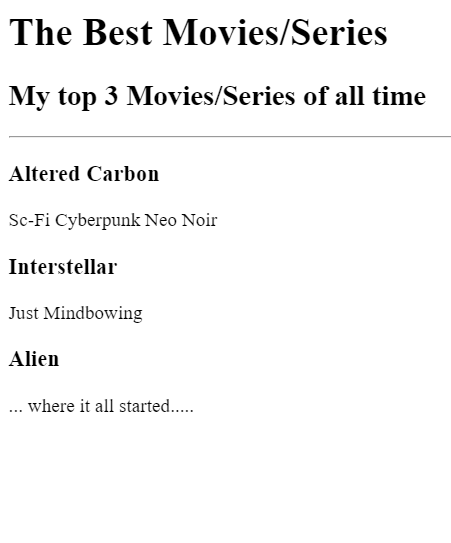 The Best Movies/Series
My top 3 Movies/Series of all time
Altered Carbon
Sc-Fi Cyberpunk Neo Noir
Interstellar
Just Mindbowing
Alien
... where it all started.....